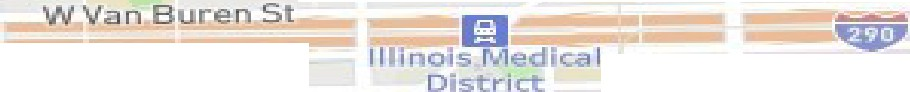 W Van Buren St
290
Illinois Medical
District